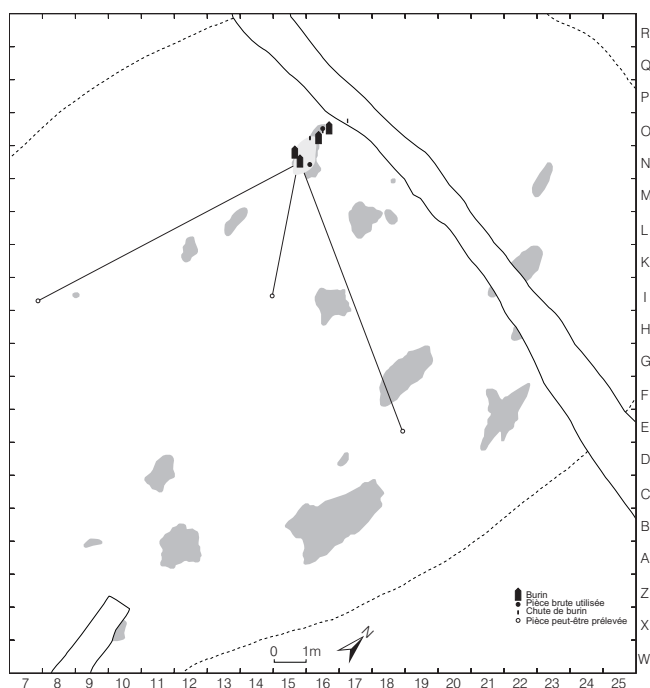 R
Q
P
O
N
M
L
K
I
H
G
F
E
D
C
B
A
Z
X
W
Burin
Pièce brute utilisée
Chute de burin
Pièce peut-être prélevée
N
0 1m
7 8 9 10 11 12 13 14 15 16 17 18 19 20 21 22 23 24 25